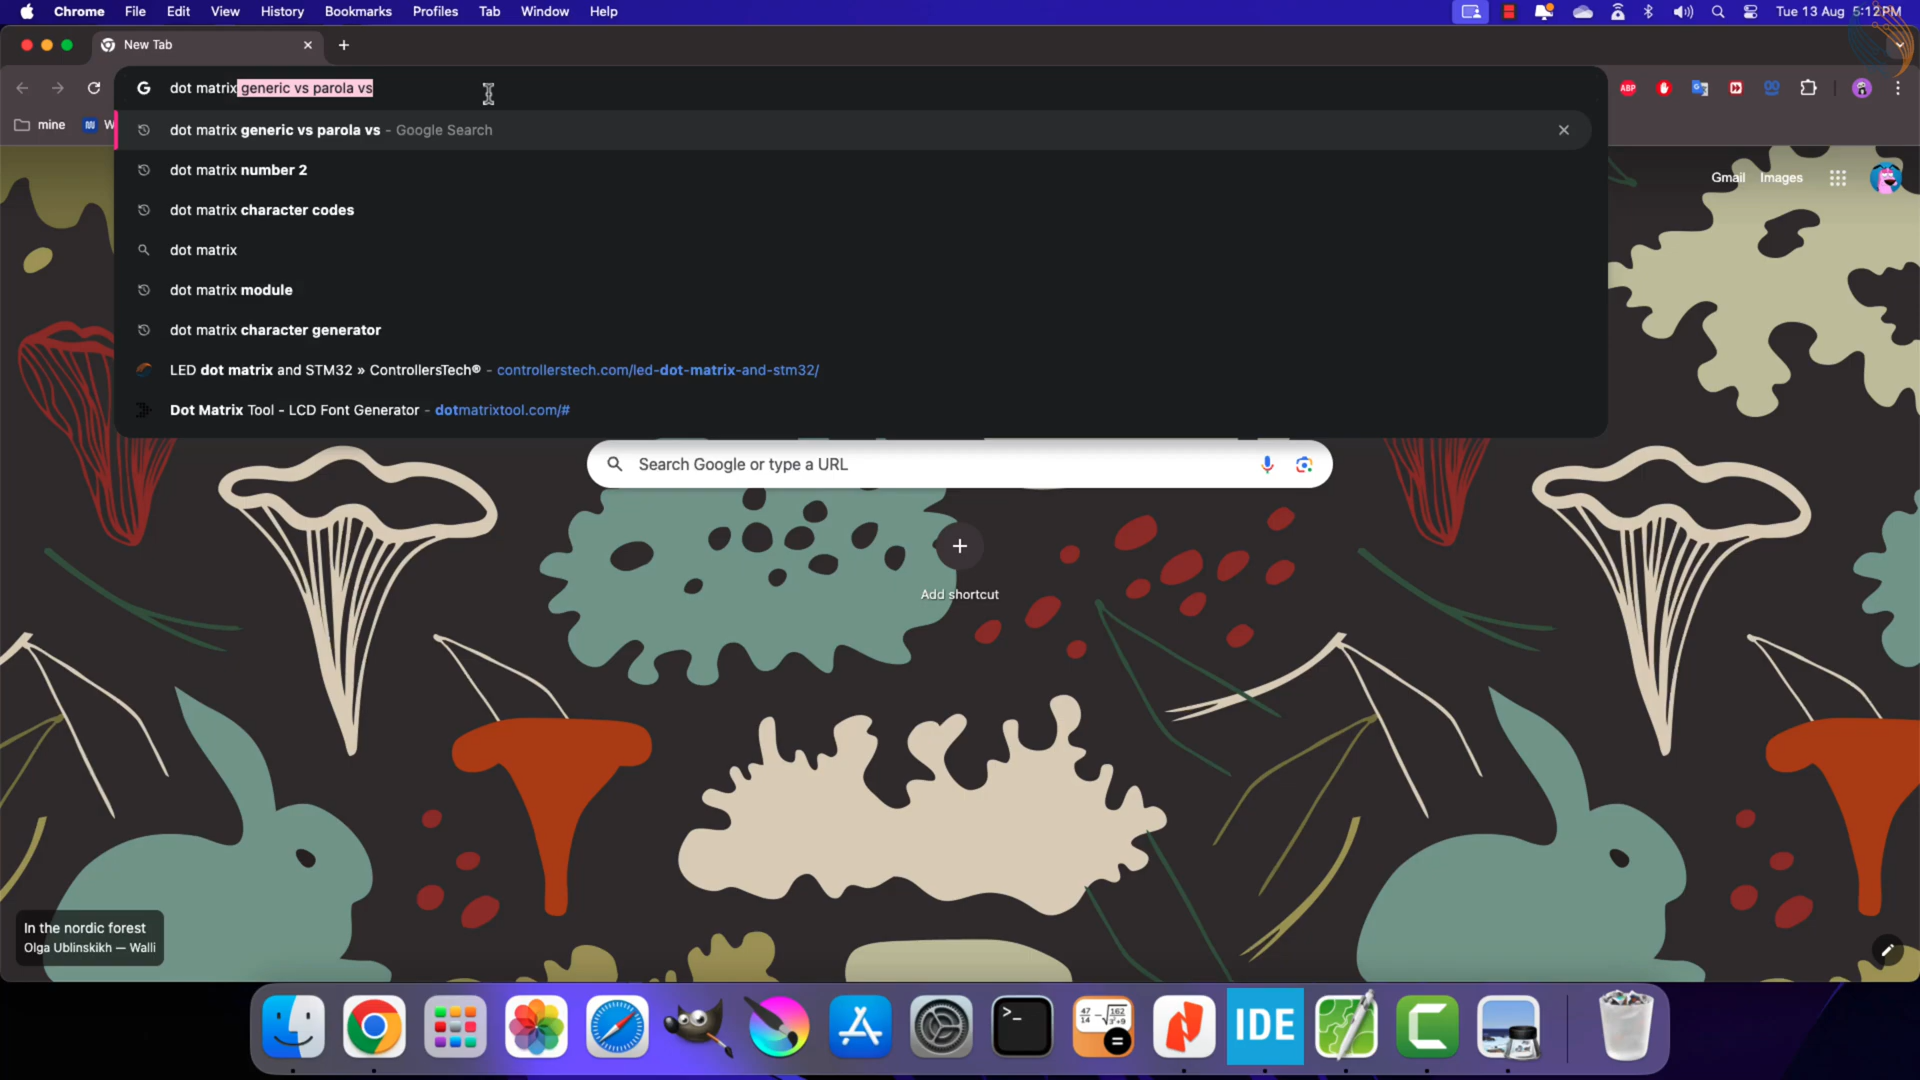 Chrome File Edit View History Bookmarks Profiles Tab Window Help
Tue 13 Aug 5:12PM
New Tab
dot matrix generic vs parola vs
ABP
mine
W
dot matrix generic vs parola vs - Google Search
dot matrix number 2
dot matrix character codes
dot matrix
dot matrix module
dot matrix character generator
LED dot matrix and STM32 » ControllersTech® - controllerstech.com/led-dot-matrix-and-stm32/
Dot Matrix Tool - LCD Font Generator - dotmatrixtool.com/#
Gmail Images
Search Google or type a URL
Add shortcut
In the nordic forest
Olga Ublinskikh — Walli
IDE